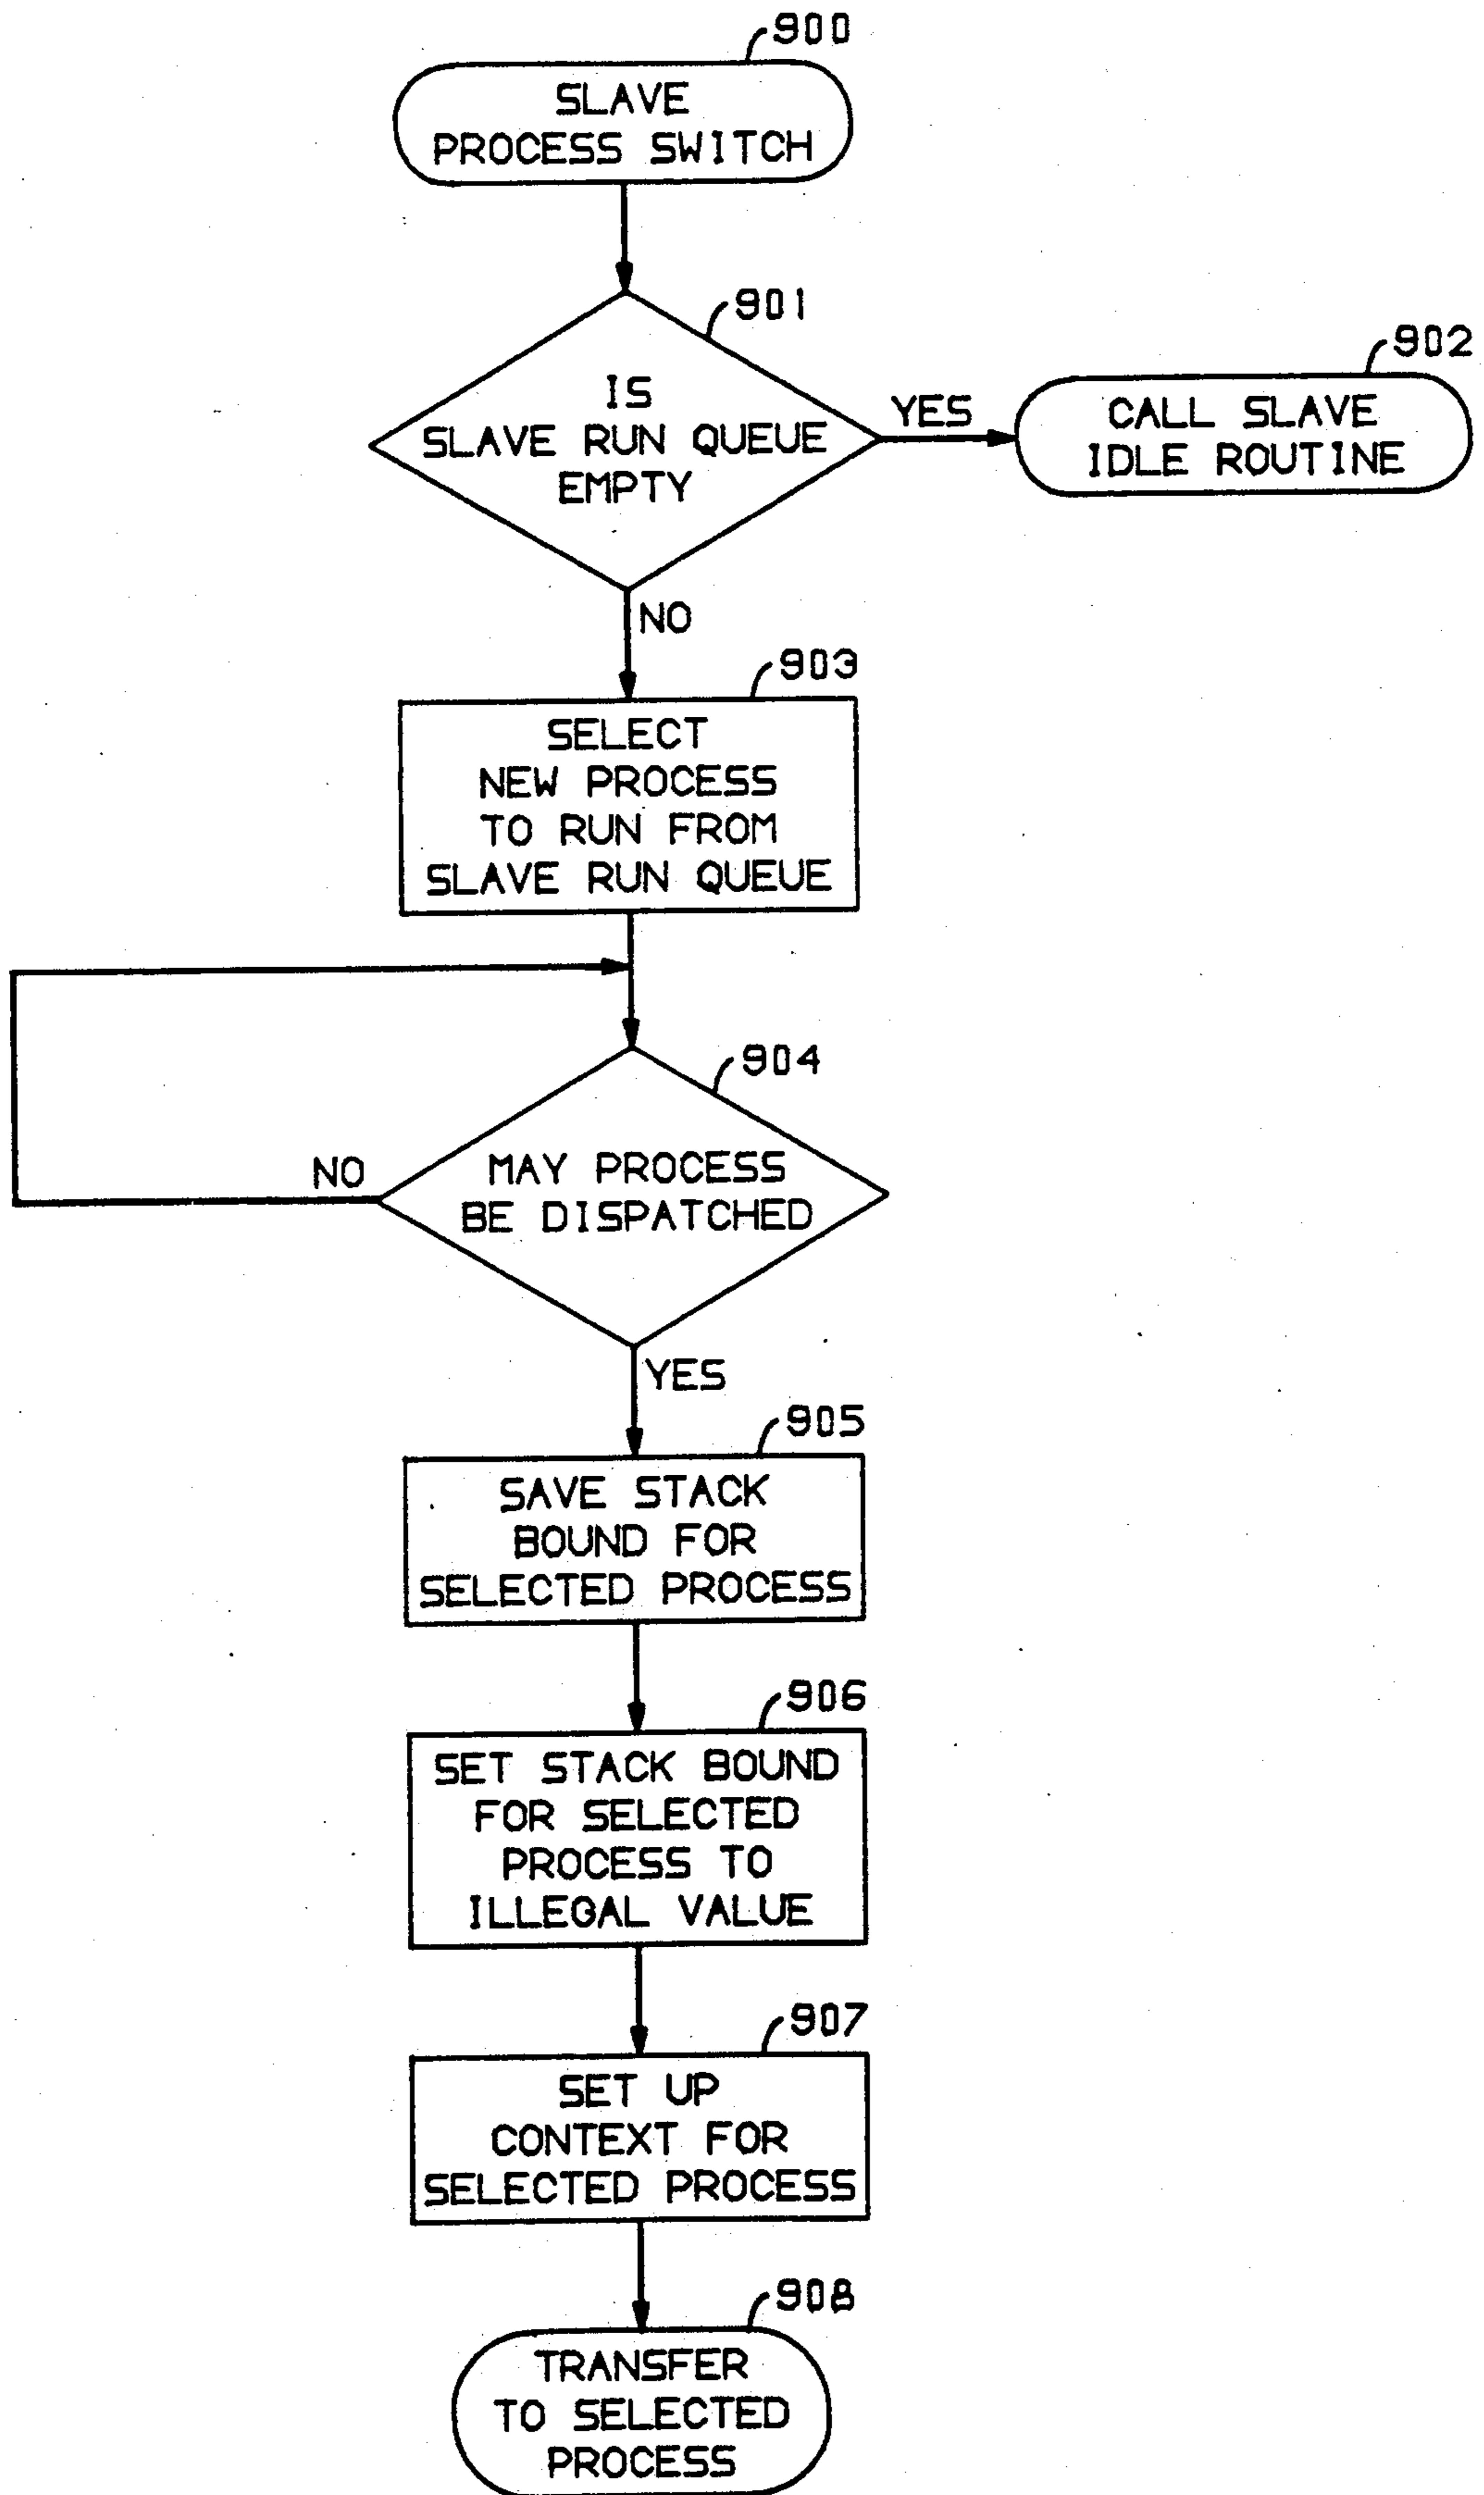 900
SLAVE
PROCESS SWITCH
901
IS
SLAVE RUN QUEUE
EMPTY
YES
902
CALL SLAVE
IDLE ROUTINE
NO
903
SELECT
NEW PROCESS
TO RUN FROM
SLAVE RUN QUEUE
904
MAY PROCESS
BE DISPATCHED
NO
YES
905
SAVE STACK
BOUND FOR
SELECTED PROCESS
906
SET STACK BOUND
FOR SELECTED
PROCESS TO
ILLEGAL VALUE
907
SET UP
CONTEXT FOR
SELECTED PROCESS
908
TRANSFER
TO SELECTED
PROCESS